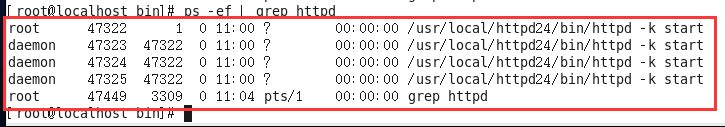 [root@localhost bin]# ps -ef | grep httpd
root 47322 1 0 11:00 ? 00:00:00 /usr/local/httpd24/bin/httpd -k start
daemon 47323 47322 0 11:00 ? 00:00:00 /usr/local/httpd24/bin/httpd -k start
daemon 47324 47322 0 11:00 ? 00:00:00 /usr/local/httpd24/bin/httpd -k start
daemon 47325 47322 0 11:00 ? 00:00:00 /usr/local/httpd24/bin/httpd -k start
root 47449 3309 0 11:04 pts/1 00:00:00 grep httpd
[root@localhost bin]#